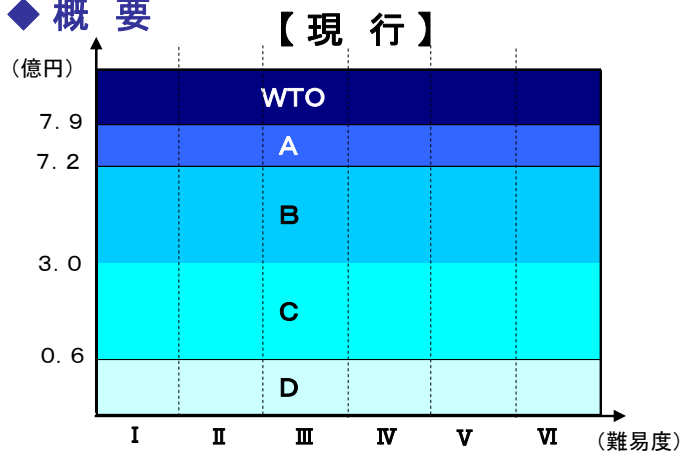 ◆ 概 要
【 現 行 】
（億円）
WTO
７．９
A
７．２
B
３．０
C
０．６
D
Ⅰ Ⅱ Ⅲ Ⅳ Ⅴ Ⅵ
（難易度）